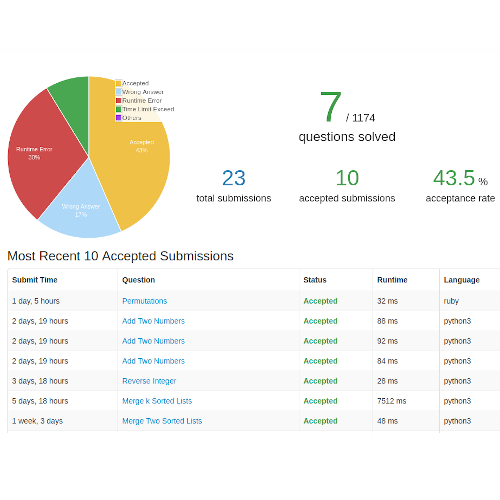 Accepted
Wrong Answer
Runtime Error
Time Limit Exceed
Others
Accepted
43%
Runtime Error
30%
Wrong Answer
17%
7 / 1174
questions solved
23
total submissions
10
accepted submissions
43.5 %
acceptance rate
Most Recent 10 Accepted Submissions
Submit Time Question Status Runtime Language
1 day, 5 hours Permutations Accepted 32 ms ruby
2 days, 19 hours Add Two Numbers Accepted 88 ms python3
2 days, 19 hours Add Two Numbers Accepted 92 ms python3
2 days, 19 hours Add Two Numbers Accepted 84 ms python3
3 days, 18 hours Reverse Integer Accepted 28 ms python3
5 days, 18 hours Merge k Sorted Lists Accepted 7512 ms python3
1 week, 3 days Merge Two Sorted Lists Accepted 48 ms python3